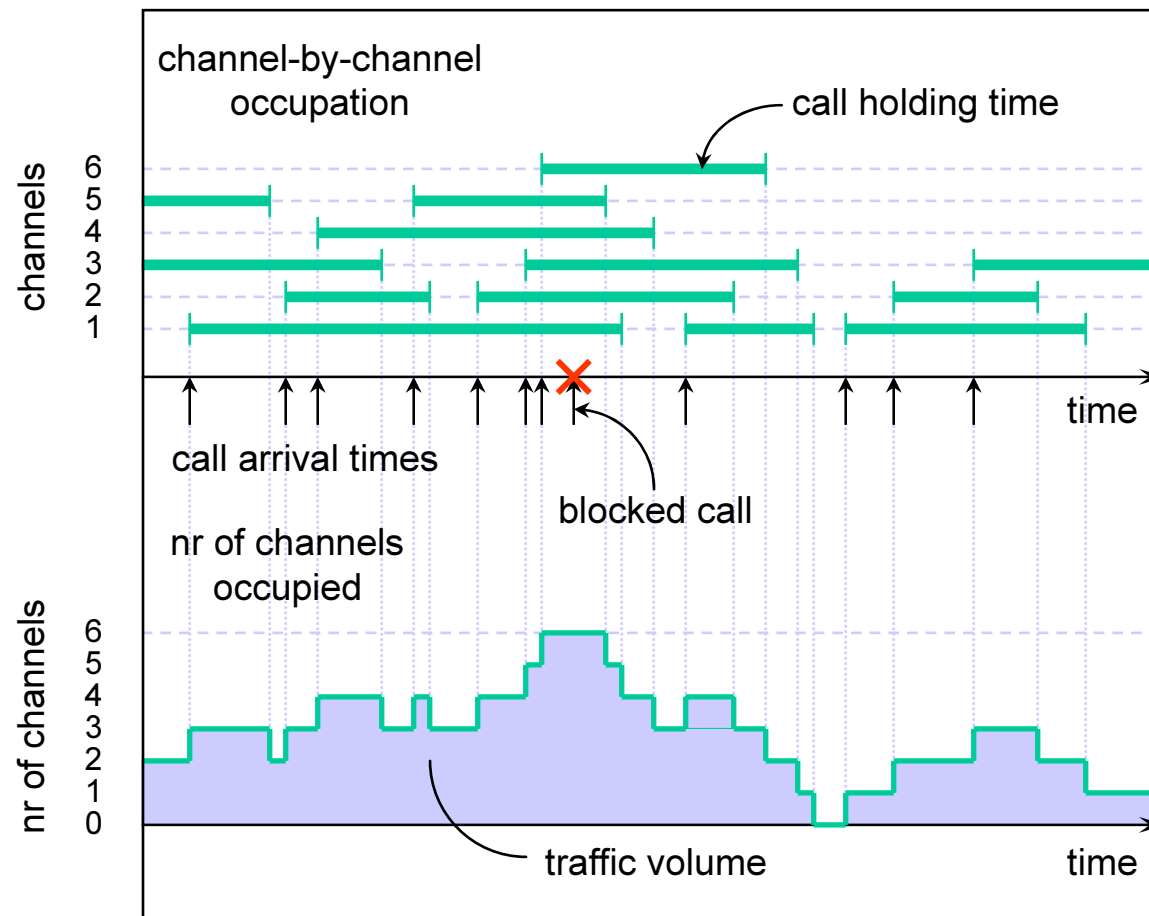 channel-by-channel
occupation
call holding time
channels
6
5
4
3
2
1
time
call arrival times
blocked call
nr of channels
occupied
nr of channels
6
5
4
3
2
1
0
traffic volume
time